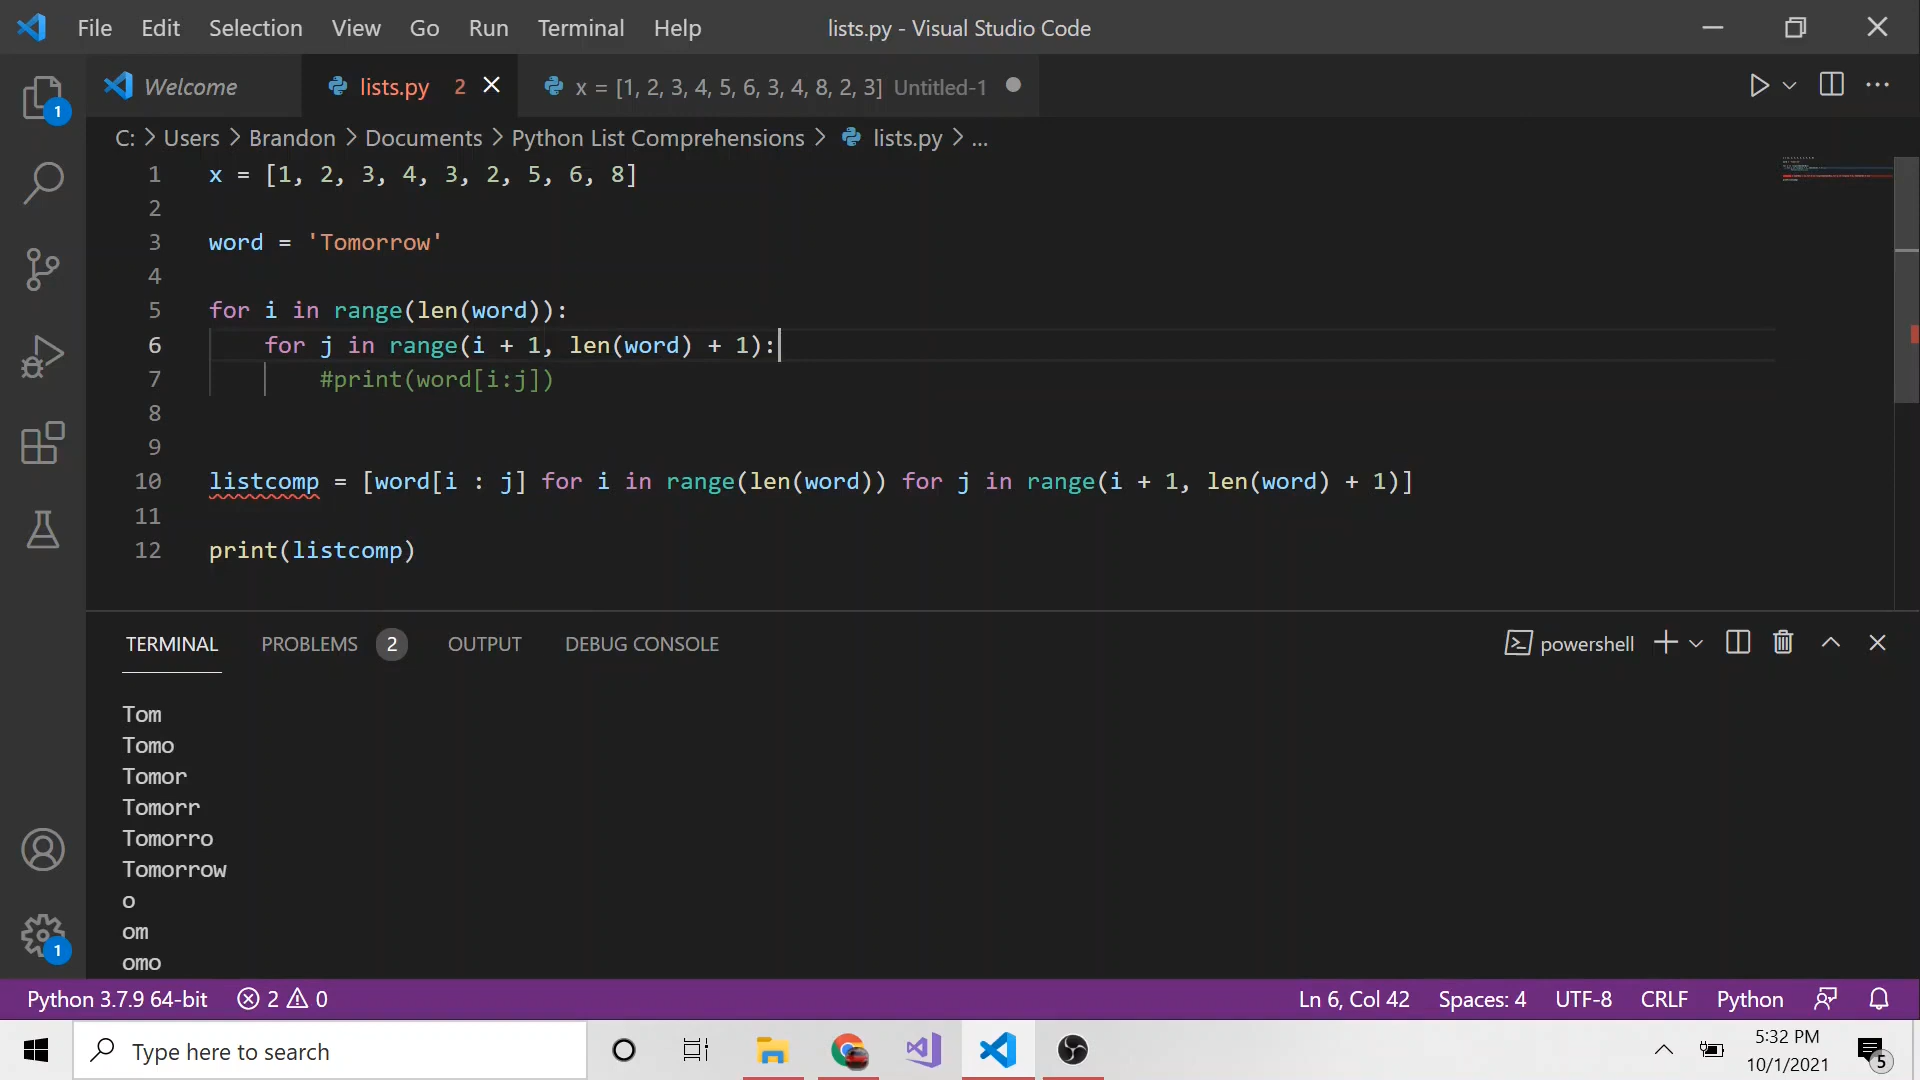 File Edit Selection View Go Run Terminal Help lists.py - Visual Studio Code
Welcome lists.py 2 x = [1, 2, 3, 4, 5, 6, 3, 4, 8, 2, 3] Untitled-1
C: > Users > Brandon > Documents > Python List Comprehensions > lists.py > ...
1 x = [1, 2, 3, 4, 3, 2, 5, 6, 8]
2
3 word = 'Tomorrow'
4
5 for i in range(len(word)):
6 for j in range(i + 1, len(word) + 1):
7 #print(word[i:j])
8
9
10 listcomp = [word[i : j] for i in range(len(word)) for j in range(i + 1, len(word) + 1)]
11
12 print(listcomp)
TERMINAL PROBLEMS 2 OUTPUT DEBUG CONSOLE powershell
Tom
Tomo
Tomor
Tomorr
Tomorro
Tomorrow
o
om
omo
1
1
Python 3.7.9 64-bit 2 0 Ln 6, Col 42 Spaces: 4 UTF-8 CRLF Python
Type here to search
5:32 PM
10/1/2021
5